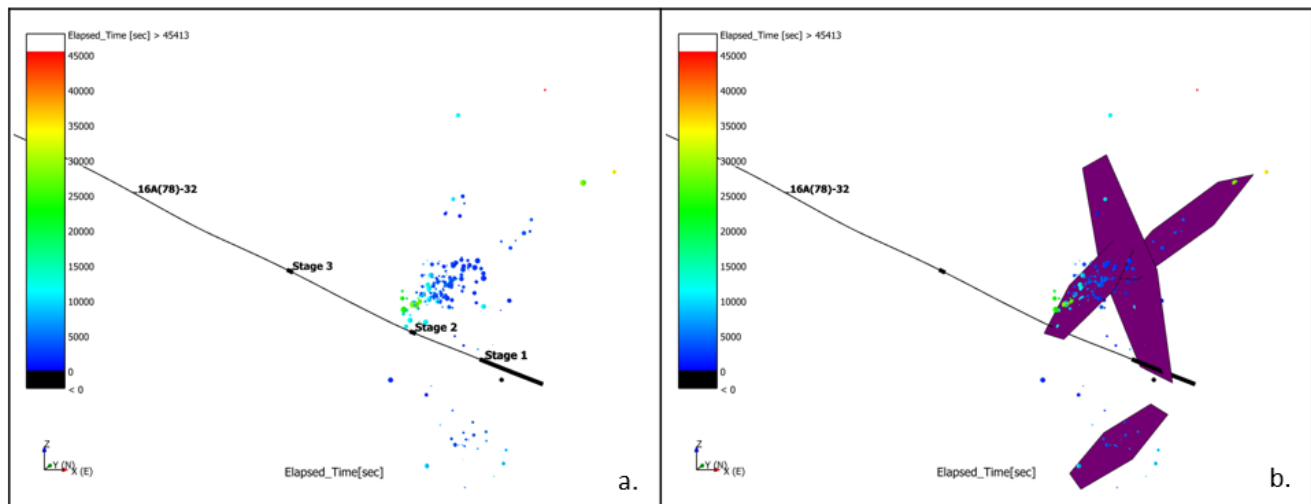 Elapsed_Time [sec] > 45413
45000
40000
35000
30000
25000
20000
15000
10000
5000
0
< 0
16A(78)-32
Stage 3
Stage 2
Stage 1
Z
Y (N)
X (E)
Elapsed_Time[sec]
a.
Elapsed_Time [sec] > 45413
45000
40000
35000
30000
25000
20000
15000
10000
5000
0
< 0
16A(78)-32
Z
Y (N)
X (E)
Elapsed_Time[sec]
b.